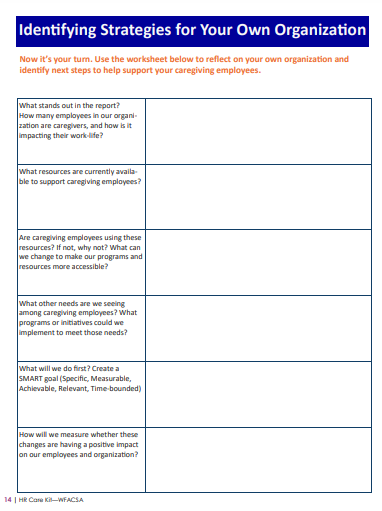 Identifying Strategies for Your Own Organization
Now it's your turn. Use the worksheet below to reflect on your own organization and
identify next steps to help support your caregiving employees.
What stands out in the report?
How many employees in our organi-
zation are caregivers, and how is it
impacting their work-life?
What resources are currently availa-
ble to support caregiving employees?
Are caregiving employees using these
resources? If not, why not? What can
we change to make our programs and
resources more accessible?
What other needs are we seeing
among caregiving employees? What
programs or initiatives could we
implement to meet those needs?
What will we do first? Create a
SMART goal (Specific, Measurable,
Achievable, Relevant, Time-bounded)
How will we measure whether these
changes are having a positive impact
on our employees and organization?
14 | HR Care Kit—WFACSA